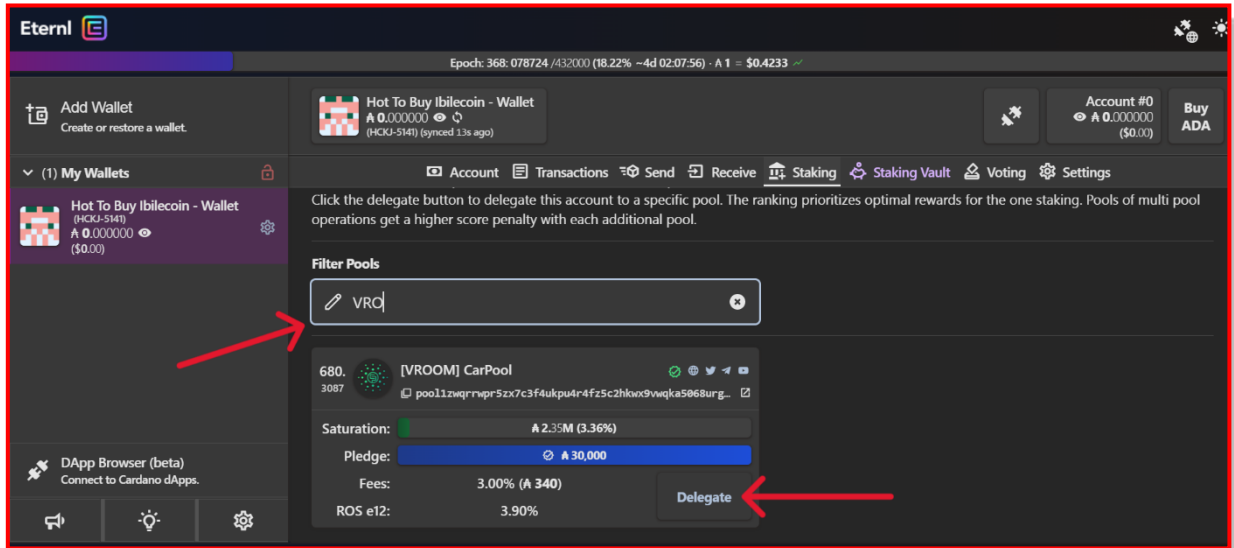 Eternl
Epoch: 368: 078724 /432000 (18.22% ~4d 02:07:56) · ₳ 1 = $0.4233
Add Wallet
Create or restore a wallet.
Hot To Buy Ibilecoin - Wallet
₳ 0.000000
(HCKJ-5141) (synced 13s ago)
Account #0
₳ 0.000000
($0.00)
Buy
ADA
(1) My Wallets
Account Transactions Send Receive Staking Staking Vault Voting Settings
Hot To Buy Ibilecoin - Wallet
(HCKJ-5141)
₳ 0.000000
($0.00)
Click the delegate button to delegate this account to a specific pool. The ranking prioritizes optimal rewards for the one staking. Pools of multi pool
operations get a higher score penalty with each additional pool.
Filter Pools
VRO
680.
3087
[VROOM] CarPool
pool1zwqrrwpr5zx7c3f4ukpu4r4fz5c2hkwx9vwqka5068urg…
Saturation: ₳ 2.35M (3.36%)
Pledge: ₳ 30,000
Fees: 3.00% (₳ 340)
Delegate
ROS e12: 3.90%
DApp Browser (beta)
Connect to Cardano dApps.